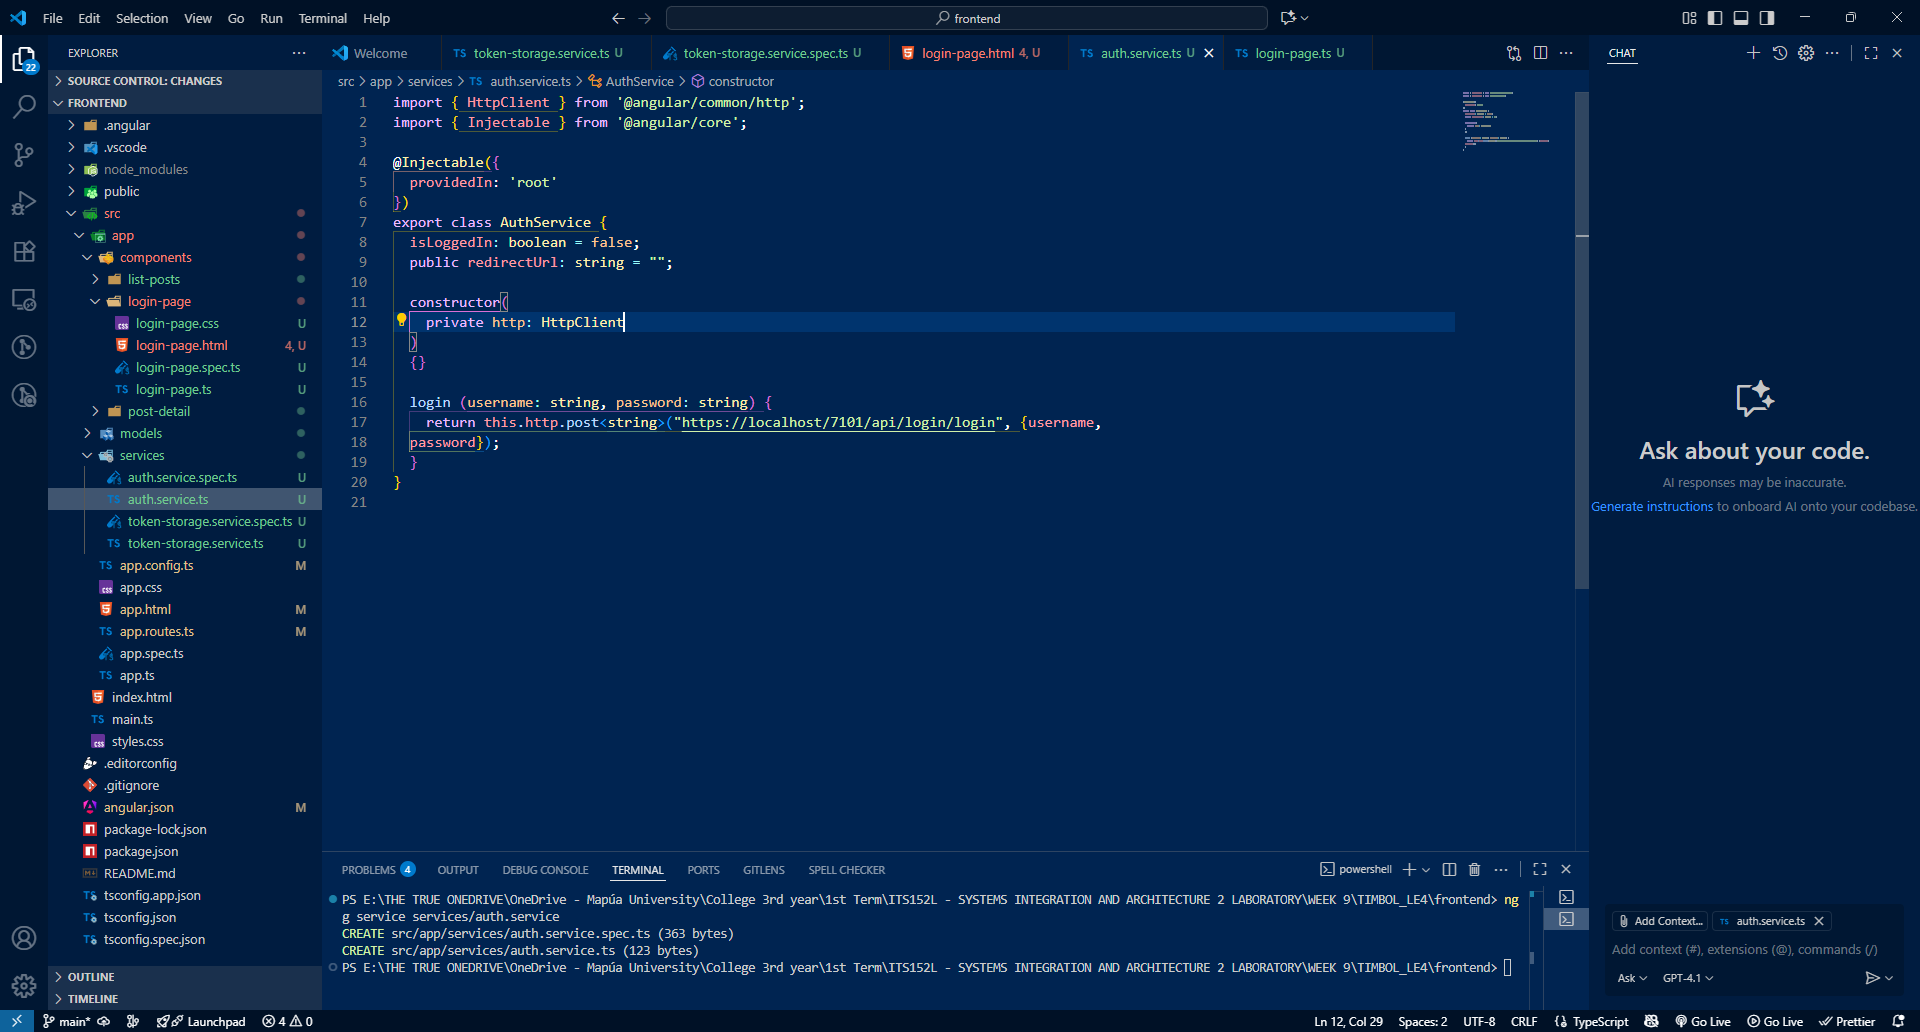 File Edit Selection View Go Run Terminal Help
frontend
EXPLORER
SOURCE CONTROL: CHANGES
FRONTEND
.angular
.vscode
node_modules
public
src
app
components
list-posts
login-page
login-page.css U
login-page.html 4, U
login-page.spec.ts U
login-page.ts U
post-detail
models
services
auth.service.spec.ts U
auth.service.ts U
token-storage.service.spec.ts U
token-storage.service.ts U
app.config.ts M
app.css
app.html M
app.routes.ts M
app.spec.ts
app.ts
index.html
main.ts
styles.css
.editorconfig
.gitignore
angular.json M
package-lock.json
package.json
README.md
tsconfig.app.json
tsconfig.json
tsconfig.spec.json
OUTLINE
TIMELINE
22
Welcome
token-storage.service.ts U
token-storage.service.spec.ts U
login-page.html 4, U
auth.service.ts U
login-page.ts U
src > app > services > TS auth.service.ts > AuthService > constructor
1 import { HttpClient } from '@angular/common/http';
2 import { Injectable } from '@angular/core';
3
4 @Injectable({
5 providedIn: 'root'
6 })
7 export class AuthService {
8 isLoggedIn: boolean = false;
9 public redirectUrl: string = "";
10
11 constructor(
12 private http: HttpClient
13 )
14 {}
15
16 login (username: string, password: string) {
17 return this.http.post<string>("https://localhost/7101/api/login/login", {username,
18 password});
19 }
20 }
21
PROBLEMS 4 OUTPUT DEBUG CONSOLE TERMINAL PORTS GITLENS SPELL CHECKER
powershell
PS E:\THE TRUE ONEDRIVE\OneDrive - Mapúa University\College 3rd year\1st Term\ITS152L - SYSTEMS INTEGRATION AND ARCHITECTURE 2 LABORATORY\WEEK 9\TIMBOL_LE4\frontend> ng
g service services/auth.service
CREATE src/app/services/auth.service.spec.ts (363 bytes)
CREATE src/app/services/auth.service.ts (123 bytes)
PS E:\THE TRUE ONEDRIVE\OneDrive - Mapúa University\College 3rd year\1st Term\ITS152L - SYSTEMS INTEGRATION AND ARCHITECTURE 2 LABORATORY\WEEK 9\TIMBOL_LE4\frontend>
CHAT
Ask about your code.
AI responses may be inaccurate.
Generate instructions to onboard AI onto your codebase.
Add Context... TS auth.service.ts
Add context (#), extensions (@), commands (/)
Ask GPT-4.1
main* Launchpad 4 0
Ln 12, Col 29 Spaces: 2 UTF-8 CRLF {} TypeScript Go Live Go Live Prettier